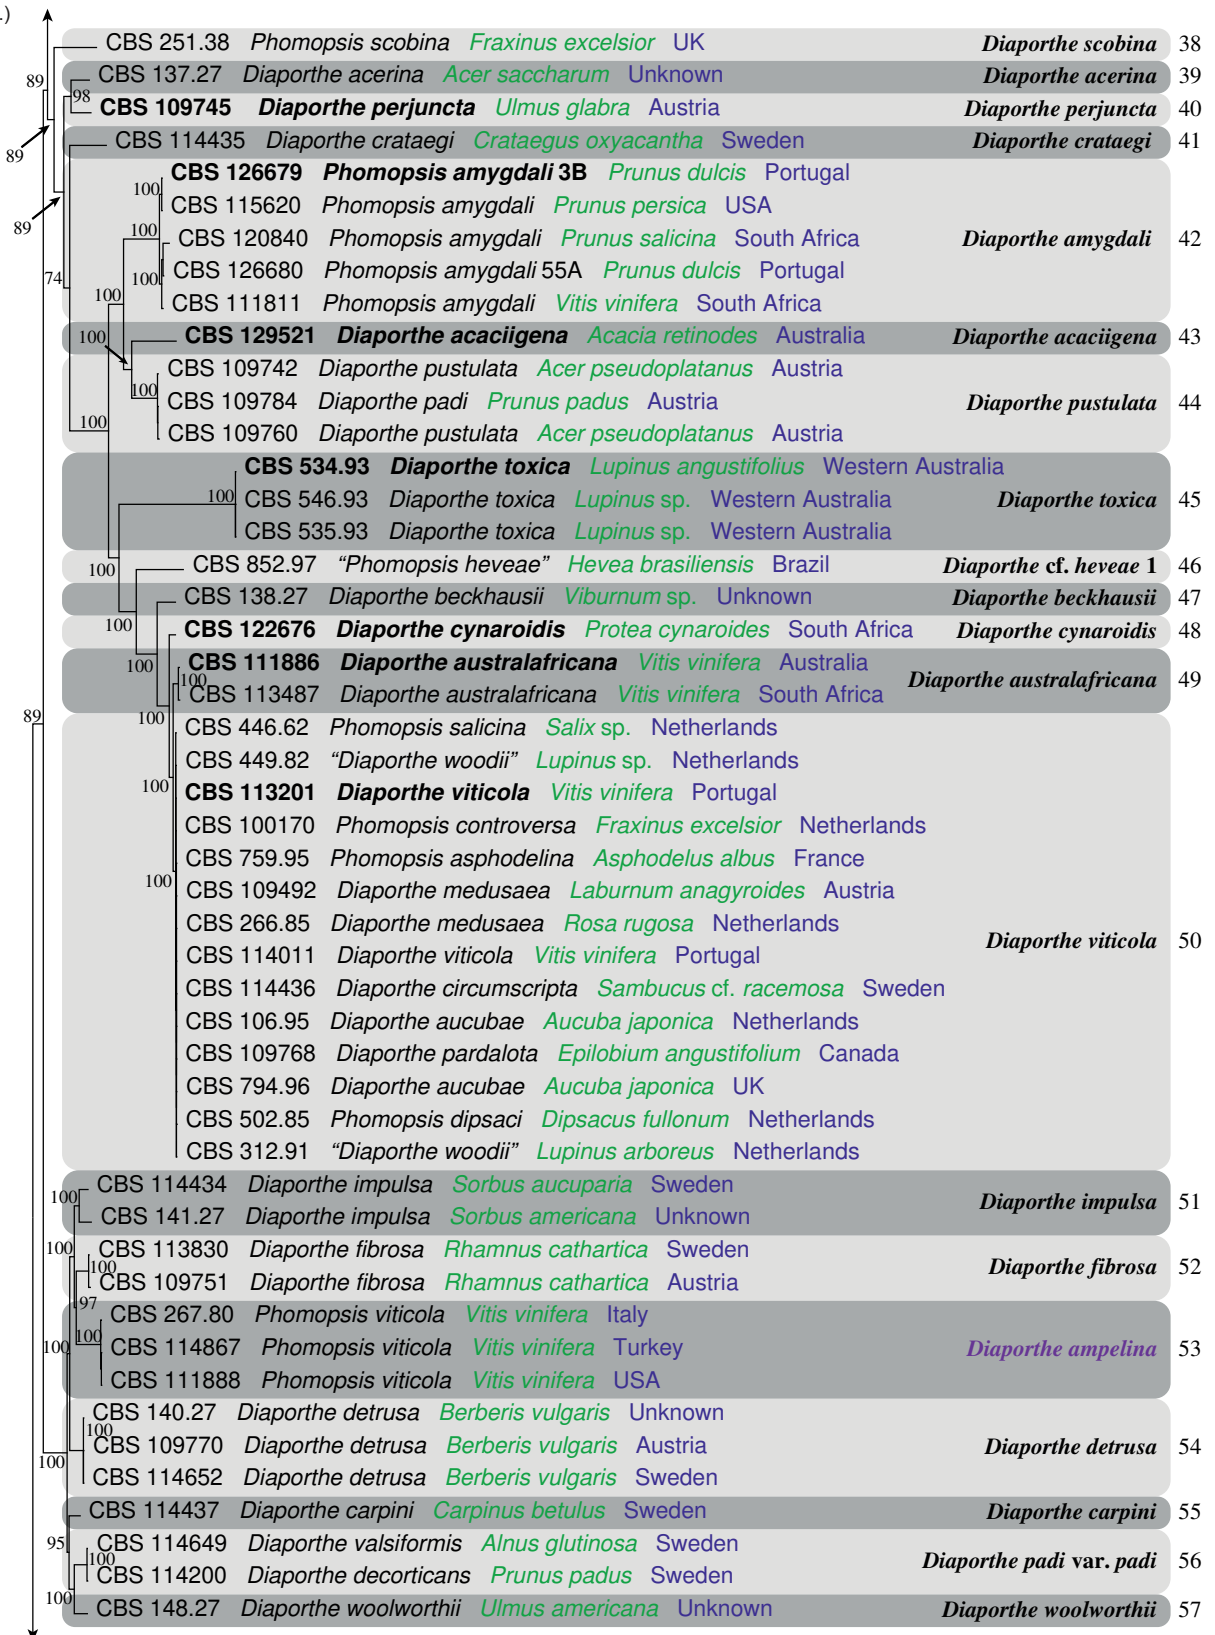 .)
CBS 251.38 Phomopsis scobina Fraxinus excelsior UK Diaporthe scobina 38
89 CBS 137.27 Diaporthe acerina Acer saccharum Unknown Diaporthe acerina 39
98 CBS 109745 Diaporthe perjuncta Ulmus glabra Austria Diaporthe perjuncta 40
89 CBS 114435 Diaporthe crataegi Crataegus oxyacantha Sweden Diaporthe crataegi 41
CBS 126679 Phomopsis amygdali 3B Prunus dulcis Portugal
100
CBS 115620 Phomopsis amygdali Prunus persica USA
89
100 CBS 120840 Phomopsis amygdali Prunus salicina South Africa Diaporthe amygdali 42
74 100 CBS 126680 Phomopsis amygdali 55A Prunus dulcis Portugal
100 CBS 111811 Phomopsis amygdali Vitis vinifera South Africa
100 CBS 129521 Diaporthe acaciigena Acacia retinodes Australia Diaporthe acaciigena 43
CBS 109742 Diaporthe pustulata Acer pseudoplatanus Austria
100
CBS 109784 Diaporthe padi Prunus padus Austria Diaporthe pustulata 44
100 CBS 109760 Diaporthe pustulata Acer pseudoplatanus Austria
CBS 534.93 Diaporthe toxica Lupinus angustifolius Western Australia
100 CBS 546.93 Diaporthe toxica Lupinus sp. Western Australia Diaporthe toxica 45
CBS 535.93 Diaporthe toxica Lupinus sp. Western Australia
100 CBS 852.97 “Phomopsis heveae” Hevea brasiliensis Brazil Diaporthe cf. heveae 1 46
CBS 138.27 Diaporthe beckhausii Viburnum sp. Unknown Diaporthe beckhausii 47
100 CBS 122676 Diaporthe cynaroidis Protea cynaroides South Africa Diaporthe cynaroidis 48
100 CBS 111886 Diaporthe australafricana Vitis vinifera Australia
100 Diaporthe australafricana 49
CBS 113487 Diaporthe australafricana Vitis vinifera South Africa
89 100 CBS 446.62 Phomopsis salicina Salix sp. Netherlands
CBS 449.82 “Diaporthe woodii” Lupinus sp. Netherlands
100 CBS 113201 Diaporthe viticola Vitis vinifera Portugal
CBS 100170 Phomopsis controversa Fraxinus excelsior Netherlands
CBS 759.95 Phomopsis asphodelina Asphodelus albus France
100 CBS 109492 Diaporthe medusaea Laburnum anagyroides Austria
CBS 266.85 Diaporthe medusaea Rosa rugosa Netherlands
Diaporthe viticola 50
CBS 114011 Diaporthe viticola Vitis vinifera Portugal
CBS 114436 Diaporthe circumscripta Sambucus cf. racemosa Sweden
CBS 106.95 Diaporthe aucubae Aucuba japonica Netherlands
CBS 109768 Diaporthe pardalota Epilobium angustifolium Canada
CBS 794.96 Diaporthe aucubae Aucuba japonica UK
CBS 502.85 Phomopsis dipsaci Dipsacus fullonum Netherlands
CBS 312.91 “Diaporthe woodii” Lupinus arboreus Netherlands
CBS 114434 Diaporthe impulsa Sorbus aucuparia Sweden
100 Diaporthe impulsa 51
CBS 141.27 Diaporthe impulsa Sorbus americana Unknown
100 CBS 113830 Diaporthe fibrosa Rhamnus cathartica Sweden
100 Diaporthe fibrosa 52
CBS 109751 Diaporthe fibrosa Rhamnus cathartica Austria
97 CBS 267.80 Phomopsis viticola Vitis vinifera Italy
100 100 CBS 114867 Phomopsis viticola Vitis vinifera Turkey Diaporthe ampelina 53
CBS 111888 Phomopsis viticola Vitis vinifera USA
CBS 140.27 Diaporthe detrusa Berberis vulgaris Unknown
100
CBS 109770 Diaporthe detrusa Berberis vulgaris Austria Diaporthe detrusa 54
100 CBS 114652 Diaporthe detrusa Berberis vulgaris Sweden
CBS 114437 Diaporthe carpini Carpinus betulus Sweden Diaporthe carpini 55
95 CBS 114649 Diaporthe valsiformis Alnus glutinosa Sweden
100 Diaporthe padi var. padi 56
CBS 114200 Diaporthe decorticans Prunus padus Sweden
100 CBS 148.27 Diaporthe woolworthii Ulmus americana Unknown Diaporthe woolworthii 57